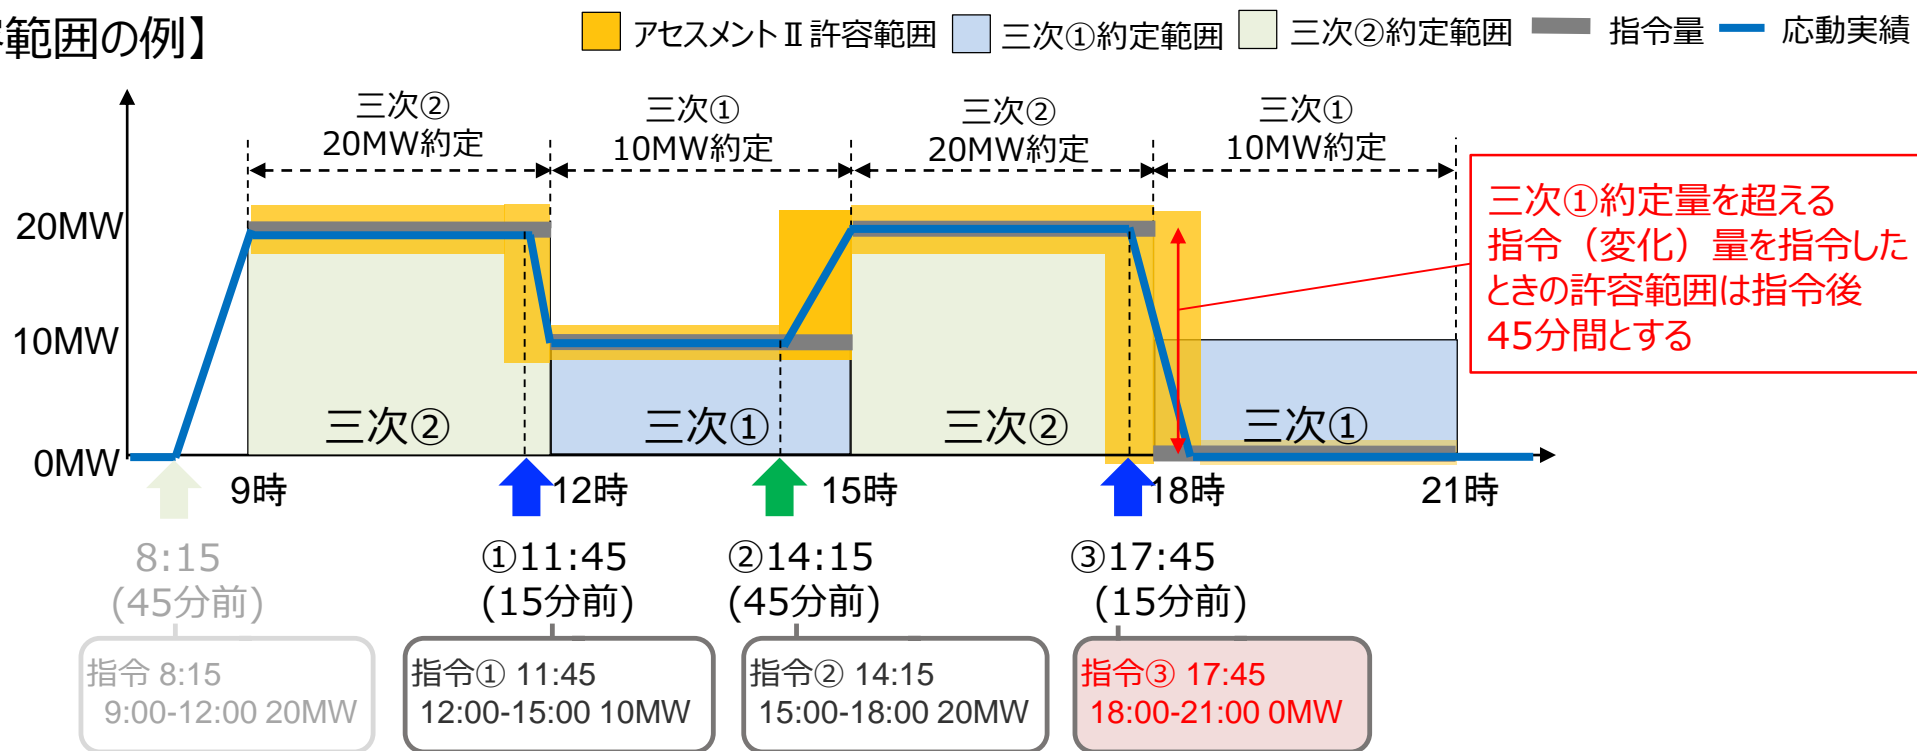 範囲の例】
アセスメントⅡ許容範囲 三次①約定範囲 三次②約定範囲 指令量 応動実績
三次②
20MW約定
三次①
10MW約定
三次②
20MW約定
三次①
10MW約定
三次①約定量を超える
指令（変化）量を指令した
ときの許容範囲は指令後
45分間とする
20MW
10MW
0MW
三次② 三次① 三次② 三次①
9時 12時 15時 18時 21時
8:15
(45分前)
①11:45
(15分前)
②14:15
(45分前)
③17:45
(15分前)
指令 8:15
9:00-12:00 20MW
指令① 11:45
12:00-15:00 10MW
指令② 14:15
15:00-18:00 20MW
指令③ 17:45
18:00-21:00 0MW